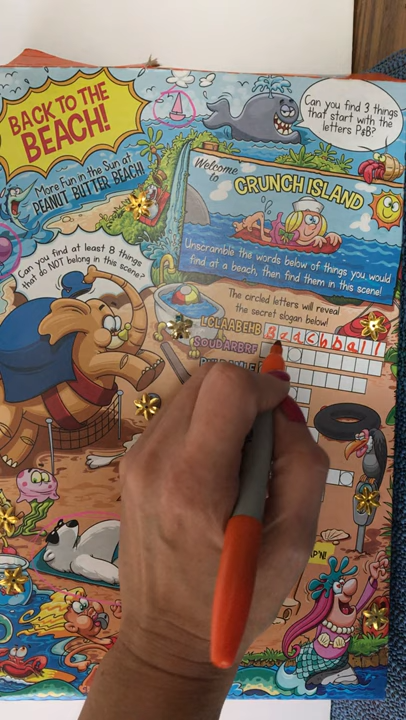 BACK TO THE
BEACH!
More Fun in the Sun at
PEANUT BUTTER BEACH!
Can you find 3 things
that start with the
letters P&B?
Welcome
to
CRUNCH ISLAND
Unscramble the words below of things you would
find at a beach, then find them in this scene!
Can you find at least 8 things
that do NOT belong in this scene?
The circled letters will reveal
the secret slogan below!
LCLAABEHB Beachball
SOUDARBRF